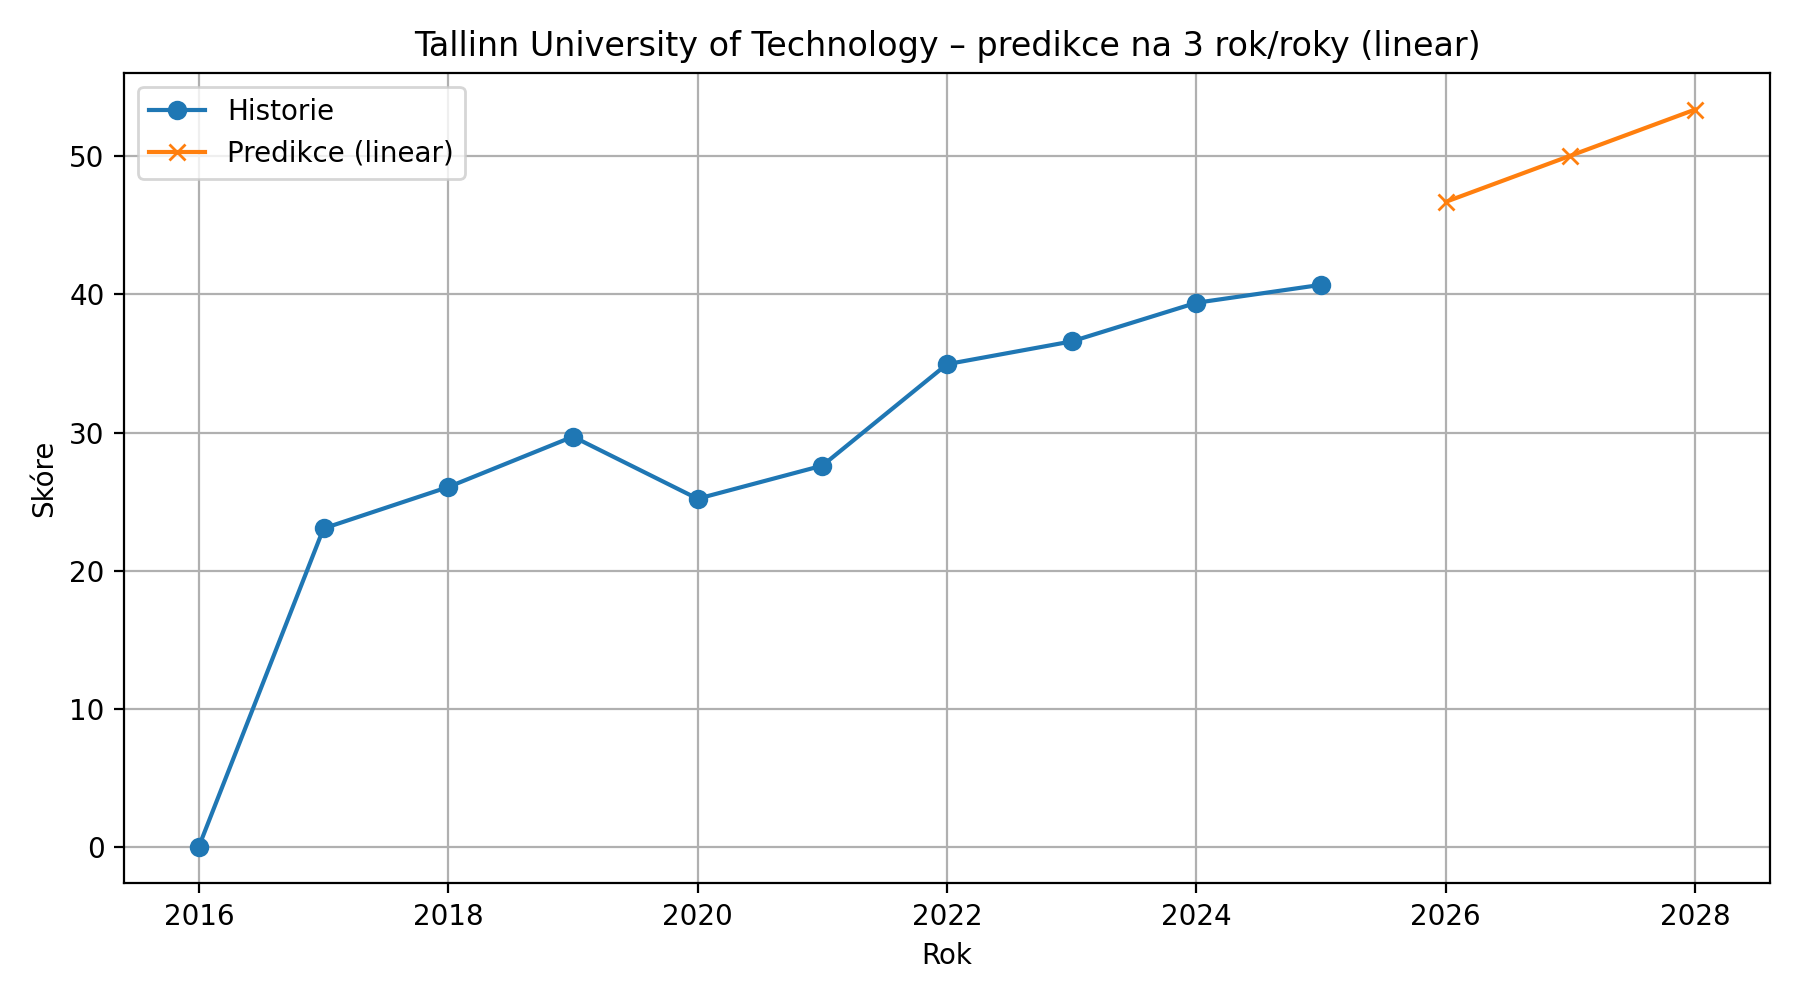 Tallinn University of Technology – predikce na 3 rok/roky (linear)
Historie
Predikce (linear)
50
40
30
20
10
0
Skóre
2016 2018 2020 2022 2024 2026 2028
Rok